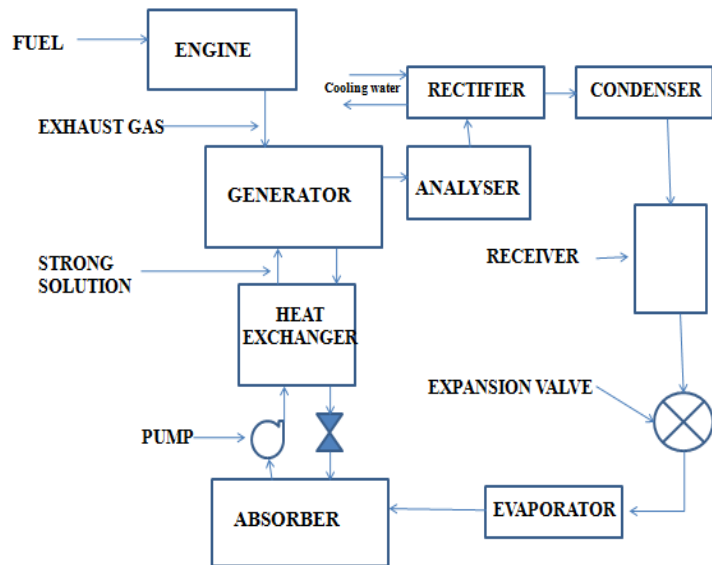 FUEL
ENGINE
Cooling water
RECTIFIER
CONDENSER
EXHAUST GAS
GENERATOR
ANALYSER
STRONG
SOLUTION
RECEIVER
HEAT
EXCHANGER
EXPANSION VALVE
PUMP
ABSORBER
EVAPORATOR